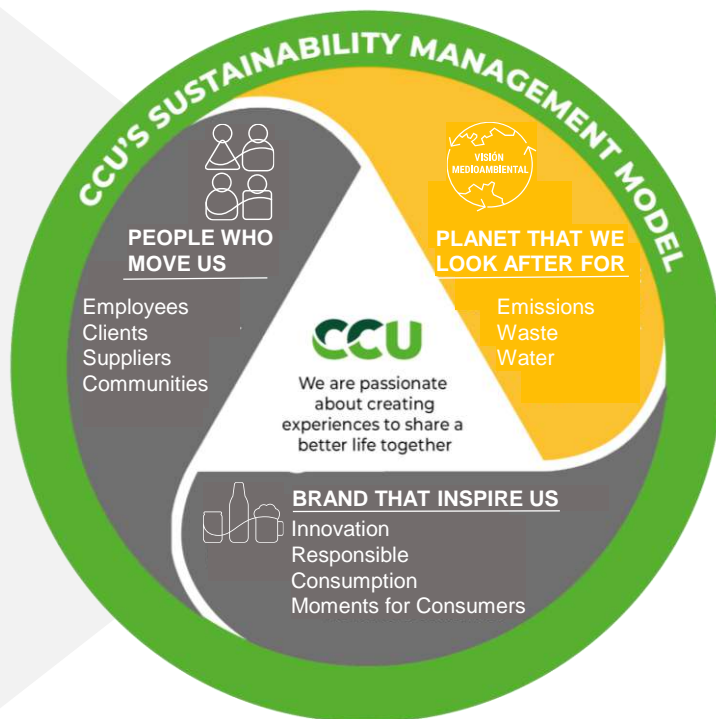 CCU'S SUSTAINABILITY MANAGEMENT MODEL
PEOPLE WHO
MOVE US
Employees
Clients
Suppliers
Communities
VISIÓN
MEDIOAMBIENTAL
PLANET THAT WE
LOOK AFTER FOR
Emissions
Waste
Water
CCU
We are passionate
about creating
experiences to share a
better life together
BRAND THAT INSPIRE US
Innovation
Responsible
Consumption
Moments for Consumers